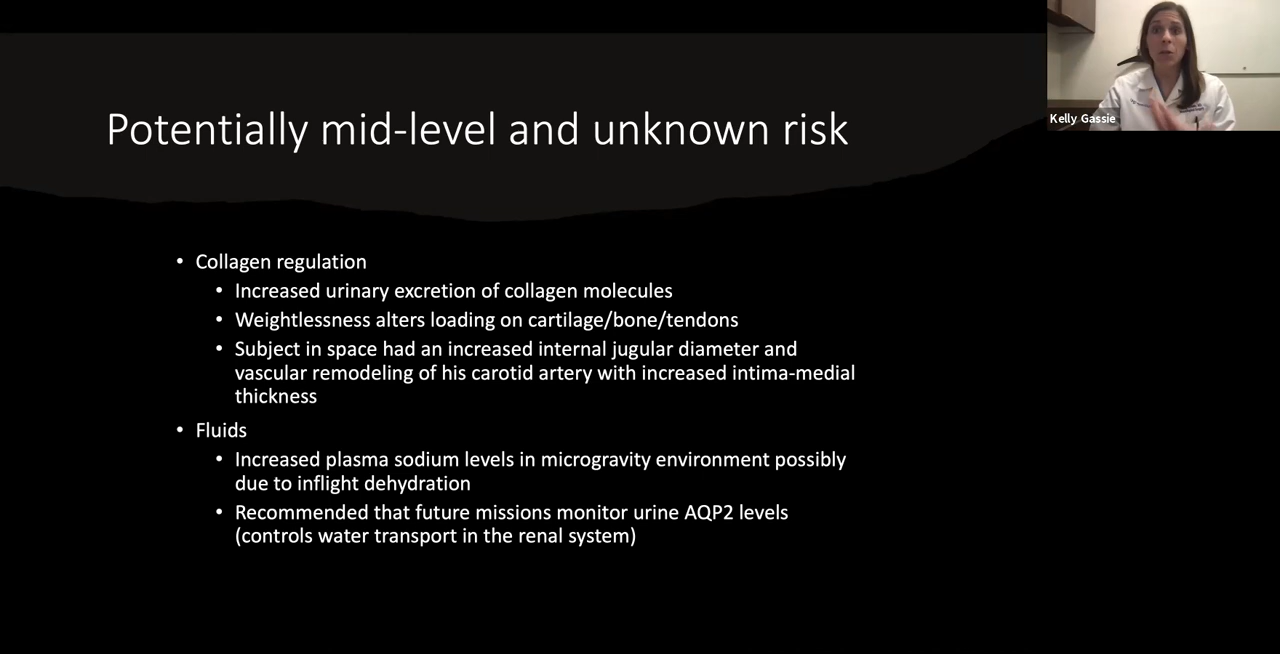 Kelly Gassie
Potentially mid-level and unknown risk
• Collagen regulation
• Increased urinary excretion of collagen molecules
• Weightlessness alters loading on cartilage/bone/tendons
• Subject in space had an increased internal jugular diameter and
vascular remodeling of his carotid artery with increased intima-medial
thickness
• Fluids
• Increased plasma sodium levels in microgravity environment possibly
due to inflight dehydration
• Recommended that future missions monitor urine AQP2 levels
(controls water transport in the renal system)